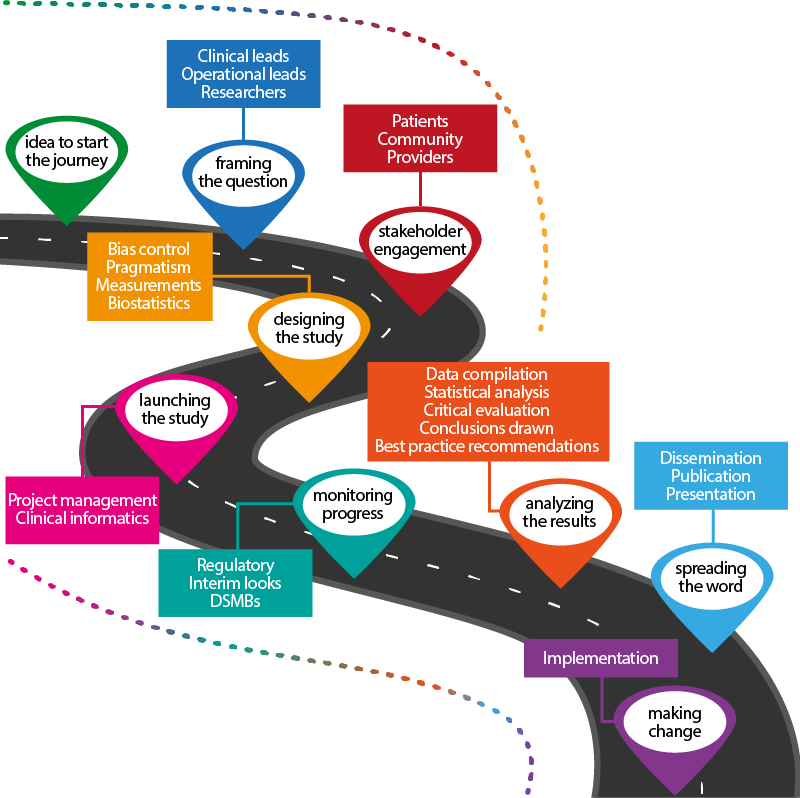 idea to start
the journey
Clinical leads
Operational leads
Researchers
framing
the question
Patients
Community
Providers
stakeholder
engagement
Bias control
Pragmatism
Measurements
Biostatistics
designing
the study
launching
the study
Project management
Clinical informatics
monitoring
progress
Regulatory
Interim looks
DSMBs
Data compilation
Statistical analysis
Critical evaluation
Conclusions drawn
Best practice recommendations
analyzing
the results
Dissemination
Publication
Presentation
spreading
the word
Implementation
making
change